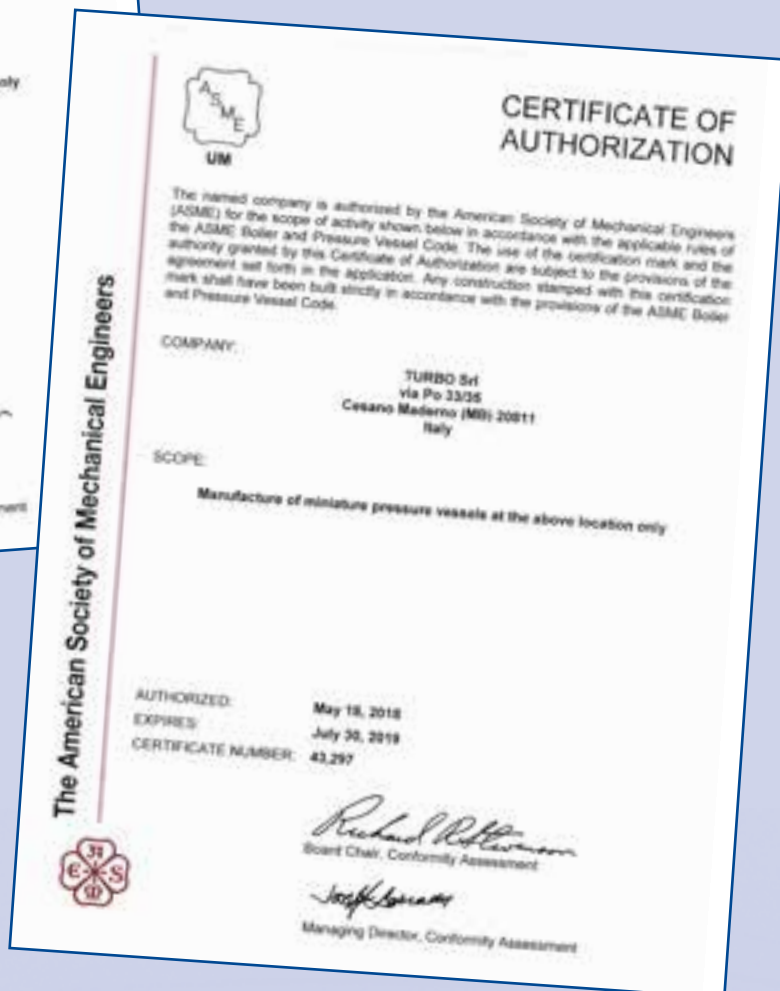 ASME
UM
CERTIFICATE OF
AUTHORIZATION
The named company is authorized by the American Society of Mechanical Engineers
(ASME) for the scope of activity shown below in accordance with the applicable rules of
the ASME Boiler and Pressure Vessel Code. The use of the certification mark and the
authority granted by this Certificate of Authorization are subject to the provisions of the
agreement set forth in the application. Any construction stamped with this certification
mark shall have been built strictly in accordance with the provisions of the ASME Boiler
and Pressure Vessel Code.
COMPANY:
TURBO Srl
via Po 33/35
Cesano Maderno (MB) 20811
Italy
SCOPE:
Manufacture of miniature pressure vessels at the above location only
The American Society of Mechanical Engineers
AUTHORIZED: May 18, 2018
EXPIRES: July 30, 2019
CERTIFICATE NUMBER: 43,297
Board Chair, Conformity Assessment
Managing Director, Conformity Assessment